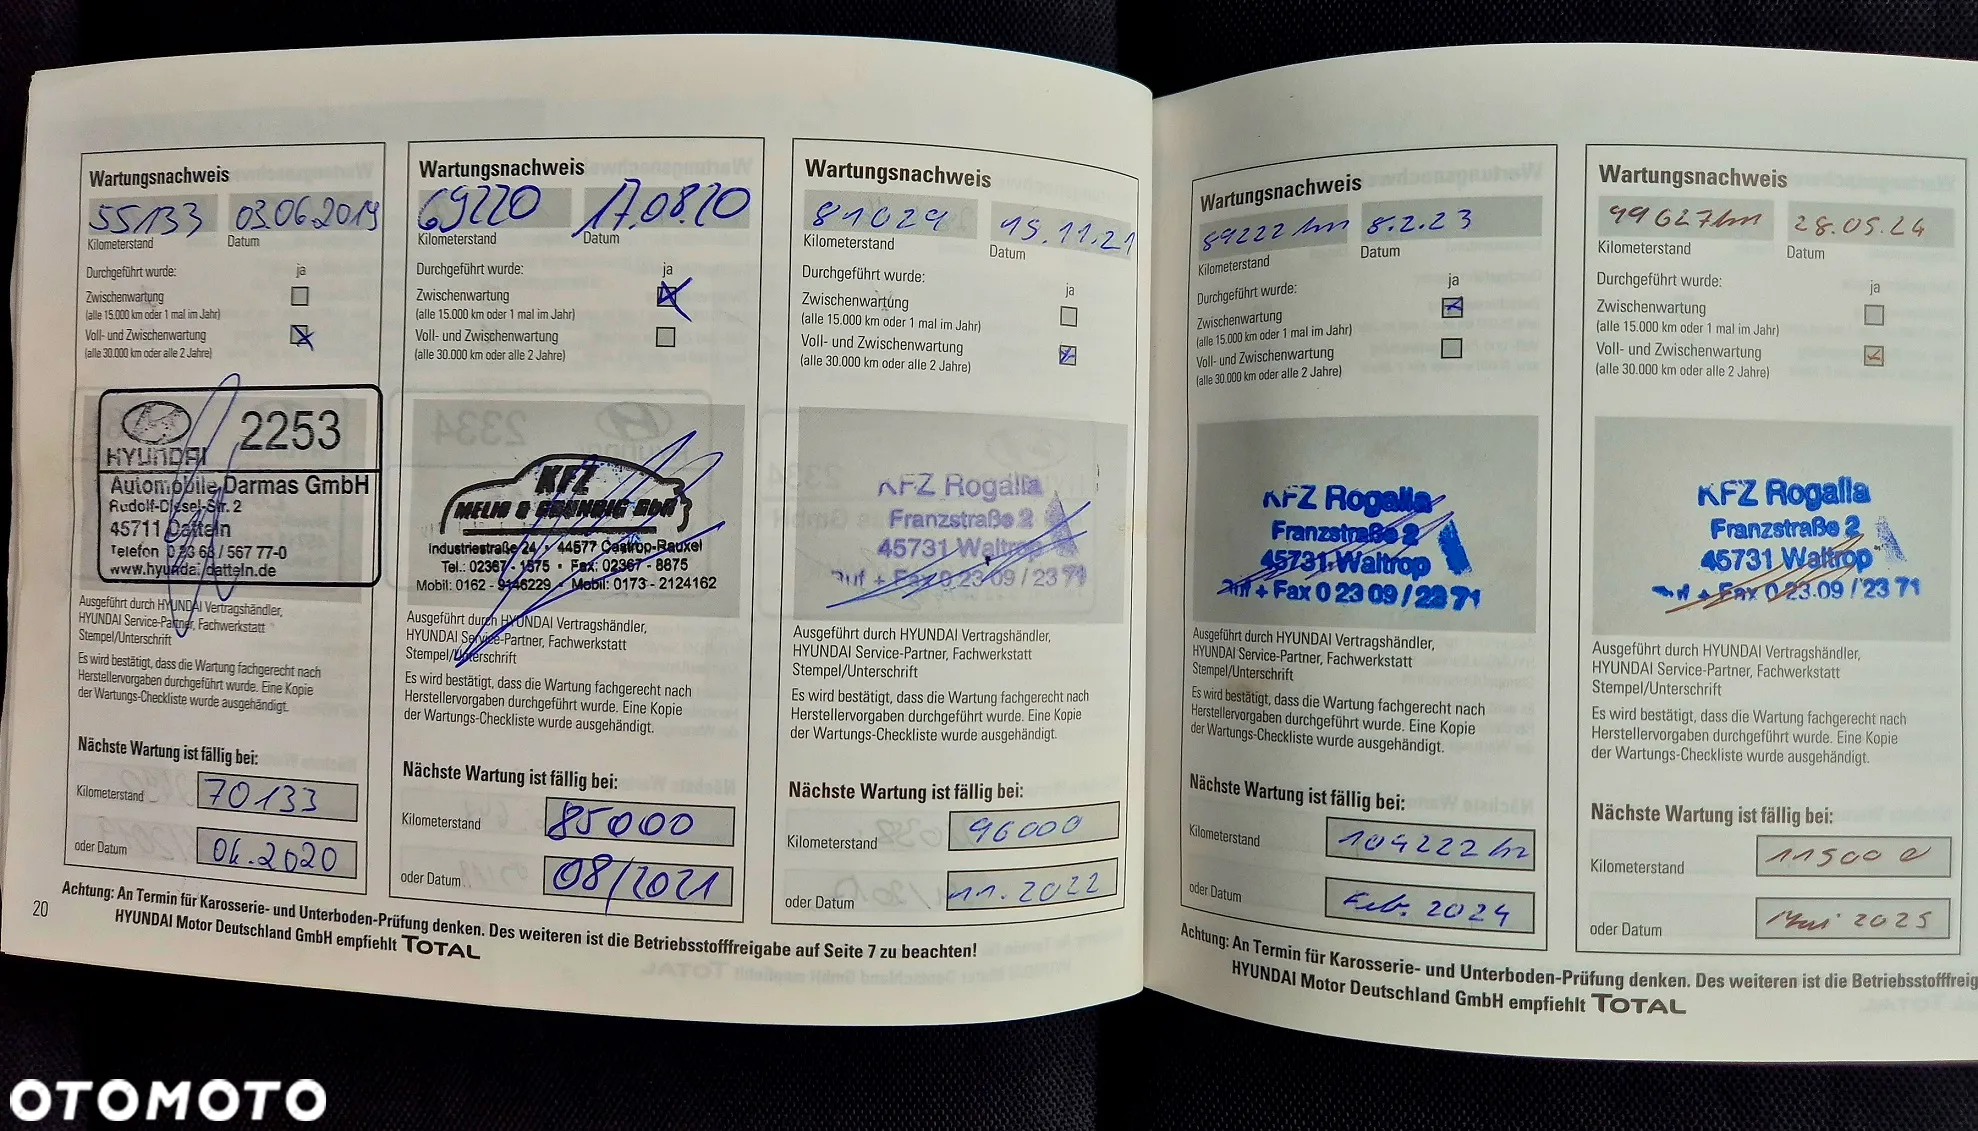 Wartungsnachweis
55133 03.06.2019
Kilometerstand Datum
Durchgeführt wurde: ja
Zwischenwartung
(alle 15.000 km oder 1 mal im Jahr)
Voll- und Zwischenwartung
(alle 30.000 km oder alle 2 Jahre)
HYUNDAI 2253
Automobile Darmas GmbH
Rudolf-Diesel-Str. 2
45711 Datteln
Telefon 0 23 63 / 567 77-0
www.hyundai-datteln.de
Ausgeführt durch HYUNDAI Vertragshändler,
HYUNDAI Service-Partner, Fachwerkstatt
Stempel/Unterschrift
Es wird bestätigt, dass die Wartung fachgerecht nach
Herstellervorgaben durchgeführt wurde. Eine Kopie
der Wartungs-Checkliste wurde ausgehändigt.
Nächste Wartung ist fällig bei:
Kilometerstand 70133
oder Datum 06.2020
Wartungsnachweis
69220 17.08.20
Kilometerstand Datum
Durchgeführt wurde: ja
Zwischenwartung
(alle 15.000 km oder 1 mal im Jahr)
Voll- und Zwischenwartung
(alle 30.000 km oder alle 2 Jahre)
KFZ
Industriestraße 24 • 44577 Castrop-Rauxel
Tel.: 02367 - 1575 • Fax: 02367 - 8875
Mobil: 0162 - 9146229 • Mobil: 0173 - 2124162
Ausgeführt durch HYUNDAI Vertragshändler,
HYUNDAI Service-Partner, Fachwerkstatt
Stempel/Unterschrift
Es wird bestätigt, dass die Wartung fachgerecht nach
Herstellervorgaben durchgeführt wurde. Eine Kopie
der Wartungs-Checkliste wurde ausgehändigt.
Nächste Wartung ist fällig bei:
Kilometerstand 85000
oder Datum 08/2021
Wartungsnachweis
81029 15.11.21
Kilometerstand Datum
Durchgeführt wurde: ja
Zwischenwartung
(alle 15.000 km oder 1 mal im Jahr)
Voll- und Zwischenwartung
(alle 30.000 km oder alle 2 Jahre)
KFZ Rogalla
Franzstraße 2
45731 Waltrop
Ruf + Fax 0 23 09 / 23 71
Ausgeführt durch HYUNDAI Vertragshändler,
HYUNDAI Service-Partner, Fachwerkstatt
Stempel/Unterschrift
Es wird bestätigt, dass die Wartung fachgerecht nach
Herstellervorgaben durchgeführt wurde. Eine Kopie
der Wartungs-Checkliste wurde ausgehändigt.
Nächste Wartung ist fällig bei:
Kilometerstand 96000
oder Datum 11.2022
20
Achtung: An Termin für Karosserie- und Unterboden-Prüfung denken. Des weiteren ist die Betriebsstofffreigabe auf Seite 7 zu beachten!
HYUNDAI Motor Deutschland GmbH empfiehlt TOTAL
Wartungsnachweis
89222 km 8.2.23
Kilometerstand Datum
Durchgeführt wurde: ja
Zwischenwartung
(alle 15.000 km oder 1 mal im Jahr)
Voll- und Zwischenwartung
(alle 30.000 km oder alle 2 Jahre)
KFZ Rogalla
Franzstraße 2
45731 Waltrop
Ruf + Fax 0 23 09 / 23 71
Ausgeführt durch HYUNDAI Vertragshändler,
HYUNDAI Service-Partner, Fachwerkstatt
Stempel/Unterschrift
Es wird bestätigt, dass die Wartung fachgerecht nach
Herstellervorgaben durchgeführt wurde. Eine Kopie
der Wartungs-Checkliste wurde ausgehändigt.
Nächste Wartung ist fällig bei:
Kilometerstand 104222 km
oder Datum Feb. 2024
Wartungsnachweis
99627 km 28.05.24
Kilometerstand Datum
Durchgeführt wurde: ja
Zwischenwartung
(alle 15.000 km oder 1 mal im Jahr)
Voll- und Zwischenwartung
(alle 30.000 km oder alle 2 Jahre)
KFZ Rogalla
Franzstraße 2
45731 Waltrop
Ruf + Fax 0 23.09 / 23 71
Ausgeführt durch HYUNDAI Vertragshändler,
HYUNDAI Service-Partner, Fachwerkstatt
Stempel/Unterschrift
Es wird bestätigt, dass die Wartung fachgerecht nach
Herstellervorgaben durchgeführt wurde. Eine Kopie
der Wartungs-Checkliste wurde ausgehändigt.
Nächste Wartung ist fällig bei:
Kilometerstand 115000
oder Datum Mai 2025
Achtung: An Termin für Karosserie- und Unterboden-Prüfung denken. Des weiteren ist die Betriebsstofffreig
HYUNDAI Motor Deutschland GmbH empfiehlt TOTAL
OTOMOTO